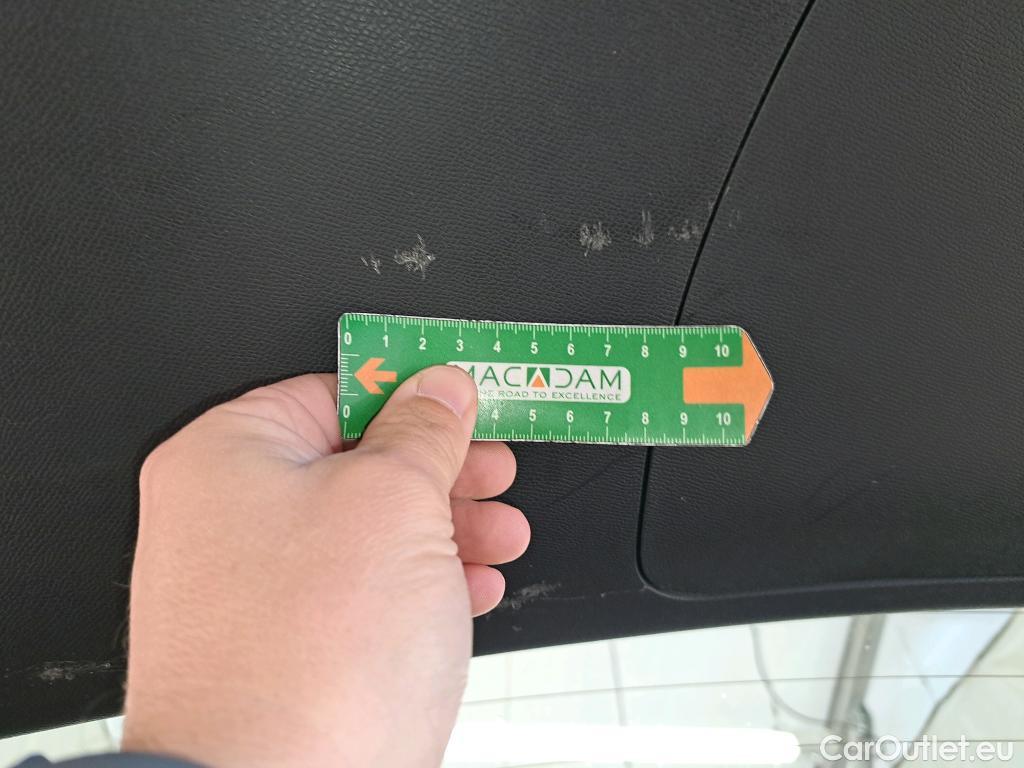 0 1 2 3 4 5 6 7 8 9 10
MACADAM
HE ROAD TO EXCELLENCE
0 4 5 6 7 8 9 10
CarOutlet.eu